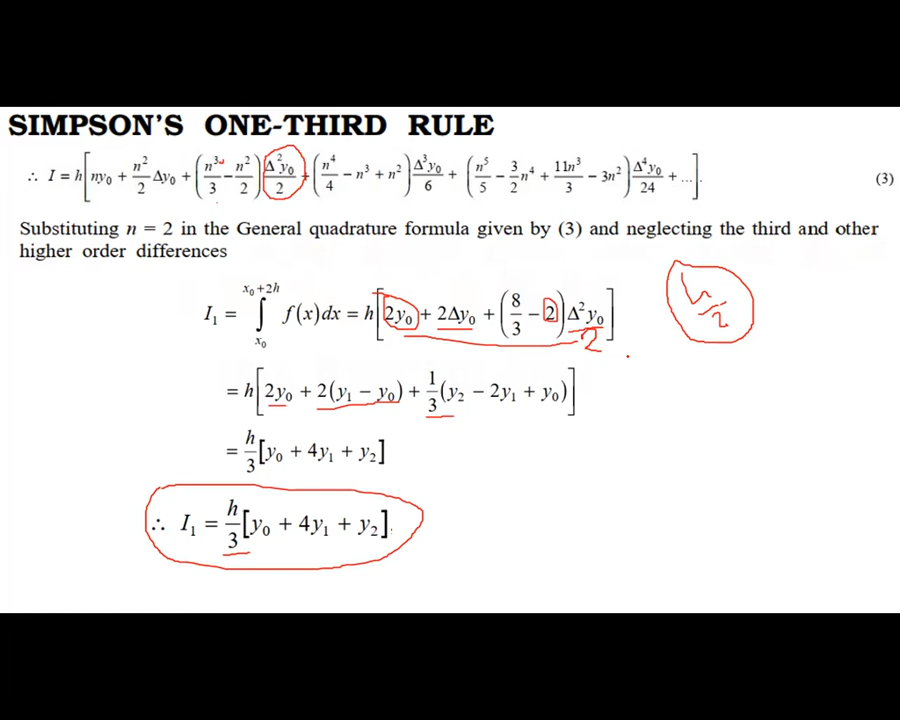 SIMPSON'S ONE-THIRD RULE
∴ I = h[ny₀ + n²/2 Δy₀ + (n³/3 − n²/2) Δ²y₀/2 + (n⁴/4 − n³ + n²) Δ³y₀/6 + (n⁵/5 − 3/2 n⁴ + 11n³/3 − 3n²) Δ⁴y₀/24 + ...]. (3)
Substituting n = 2 in the General quadrature formula given by (3) and neglecting the third and other
higher order differences
I₁ = ∫_{x₀}^{x₀+2h} f(x)dx = h[2y₀ + 2Δy₀ + (8/3 − 2) Δ²y₀/2]
h/2
= h[2y₀ + 2(y₁ − y₀) + 1/3 (y₂ − 2y₁ + y₀)]
= h/3 [y₀ + 4y₁ + y₂]
∴ I₁ = h/3 [y₀ + 4y₁ + y₂].